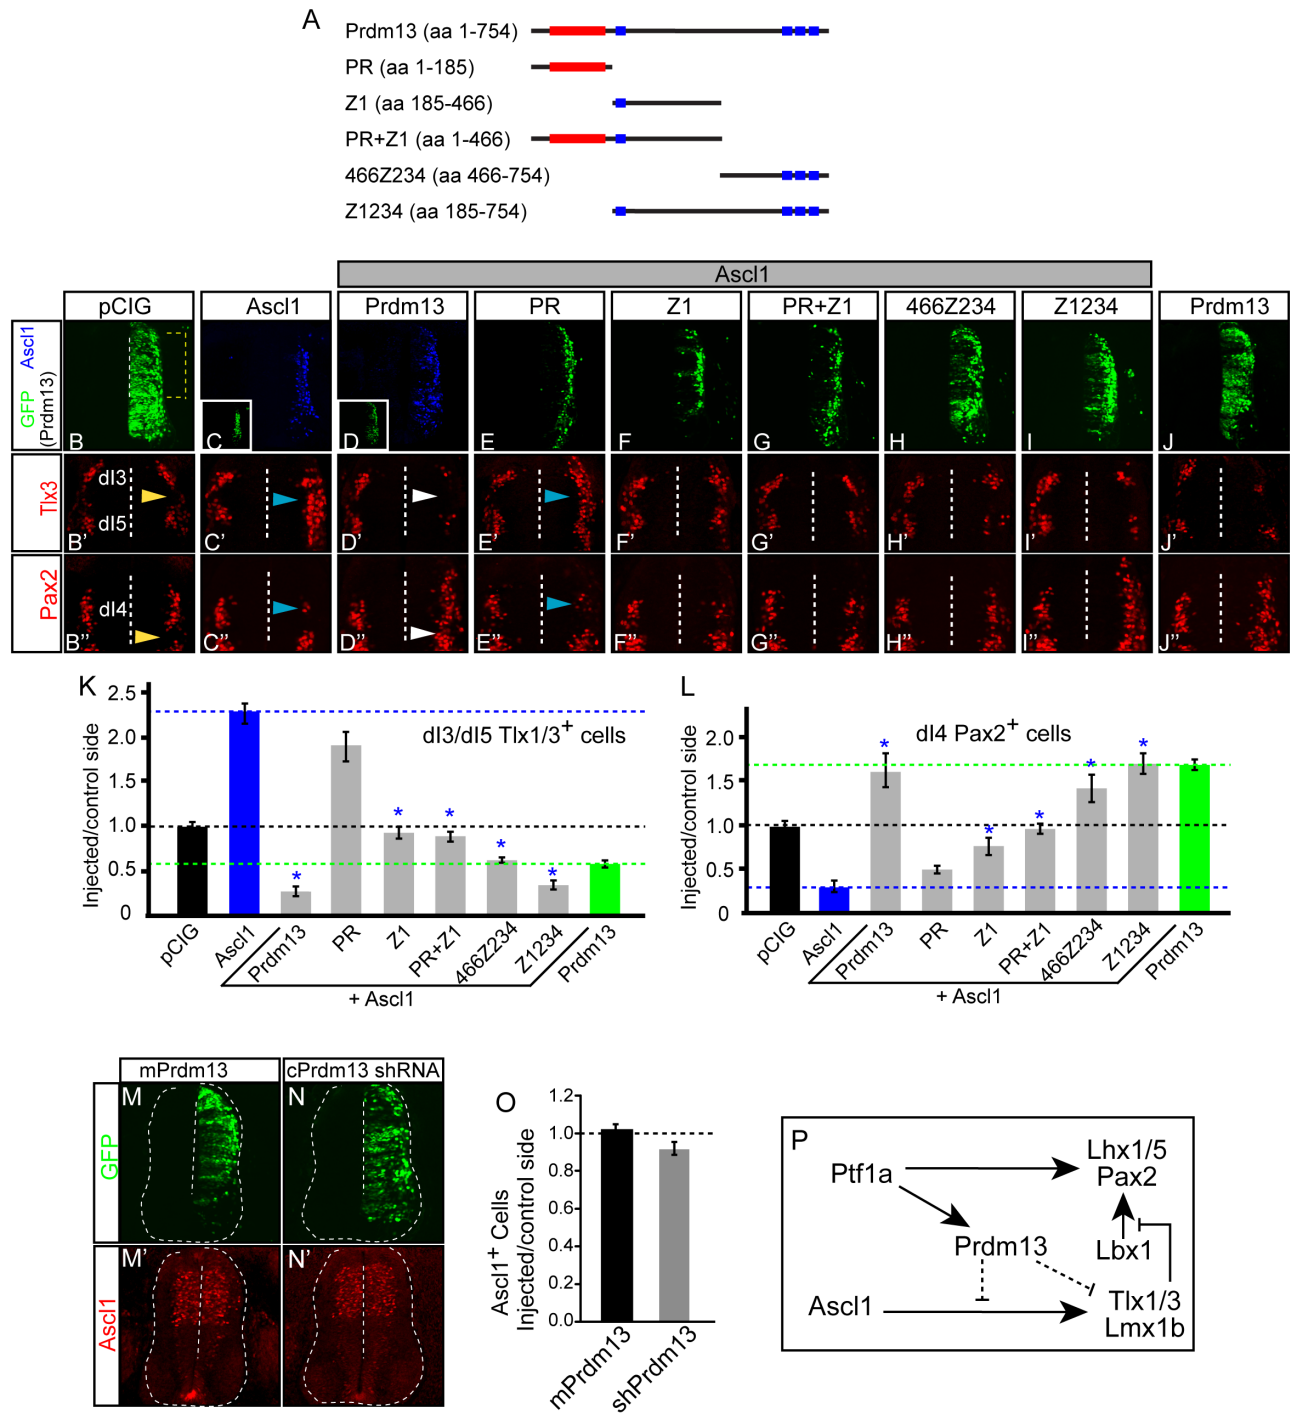 A
Prdm13 (aa 1-754)
PR (aa 1-185)
Z1 (aa 185-466)
PR+Z1 (aa 1-466)
466Z234 (aa 466-754)
Z1234 (aa 185-754)
Ascl1
pCIG
Ascl1
Prdm13
PR
Z1
PR+Z1
466Z234
Z1234
Prdm13
GFP Ascl1
(Prdm13)
B
C
D
E
F
G
H
I
J
Tlx3
dI3
dI5
B'
C'
D'
E'
F'
G'
H'
I'
J'
Pax2
dI4
B''
C''
D''
E''
F''
G''
H''
I''
J''
K
dI3/dI5 Tlx1/3+ cells
Injected/control side
2.5
2.0
1.5
1.0
0.5
0
*
*
*
*
*
pCIG
Ascl1
Prdm13
PR
Z1
PR+Z1
466Z234
Z1234
Prdm13
+ Ascl1
L
dI4 Pax2+ cells
Injected/control side
2.0
1.5
1.0
0.5
0
*
*
*
*
*
pCIG
Ascl1
Prdm13
PR
Z1
PR+Z1
466Z234
Z1234
Prdm13
+ Ascl1
mPrdm13
cPrdm13 shRNA
GFP
M
N
Ascl1
M'
N'
O
Ascl1+ Cells
Injected/control side
1.2
1.0
0.8
0.6
0.4
0.2
0.0
mPrdm13
shPrdm13
P
Ptf1a
Lhx1/5
Pax2
Prdm13
Lbx1
Ascl1
Tlx1/3
Lmx1b